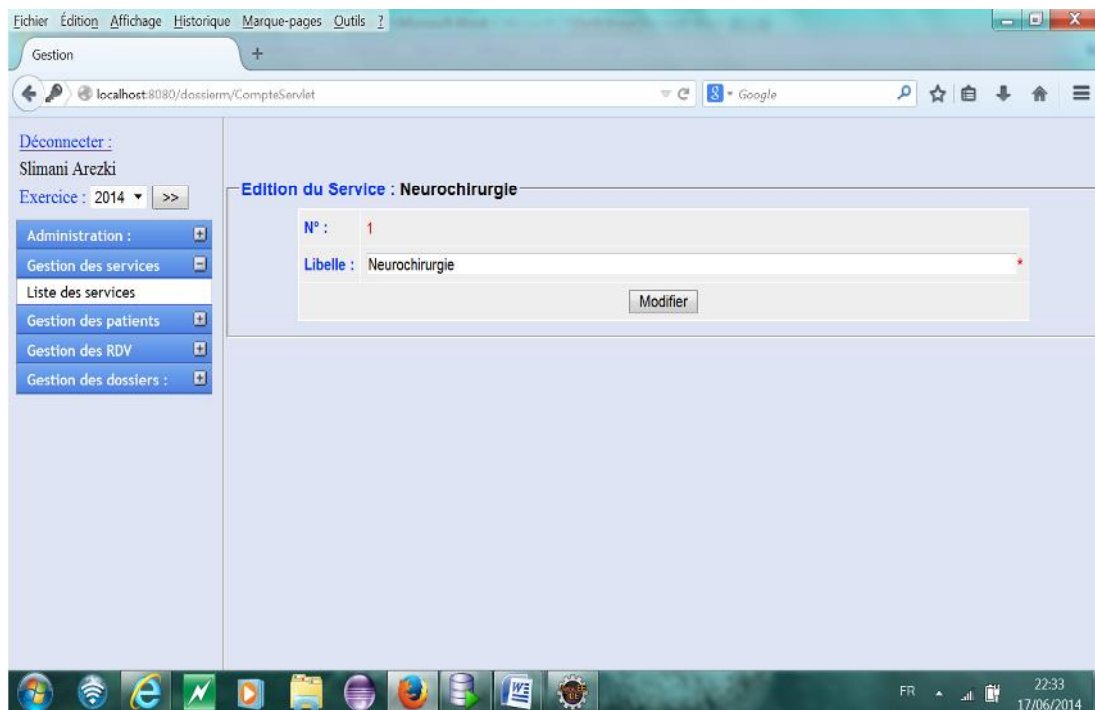 Fichier Édition Affichage Historique Marque-pages Outils ?
Gestion
localhost:8080/dossierm/CompteServlet
Google
Déconnecter :
Slimani Arezki
Exercice : 2014 >>
Administration :
Gestion des services
Liste des services
Gestion des patients
Gestion des RDV
Gestion des dossiers :
Edition du Service : Neurochirurgie
N° : 1
Libelle : Neurochirurgie *
Modifier
FR
22:33
17/06/2014